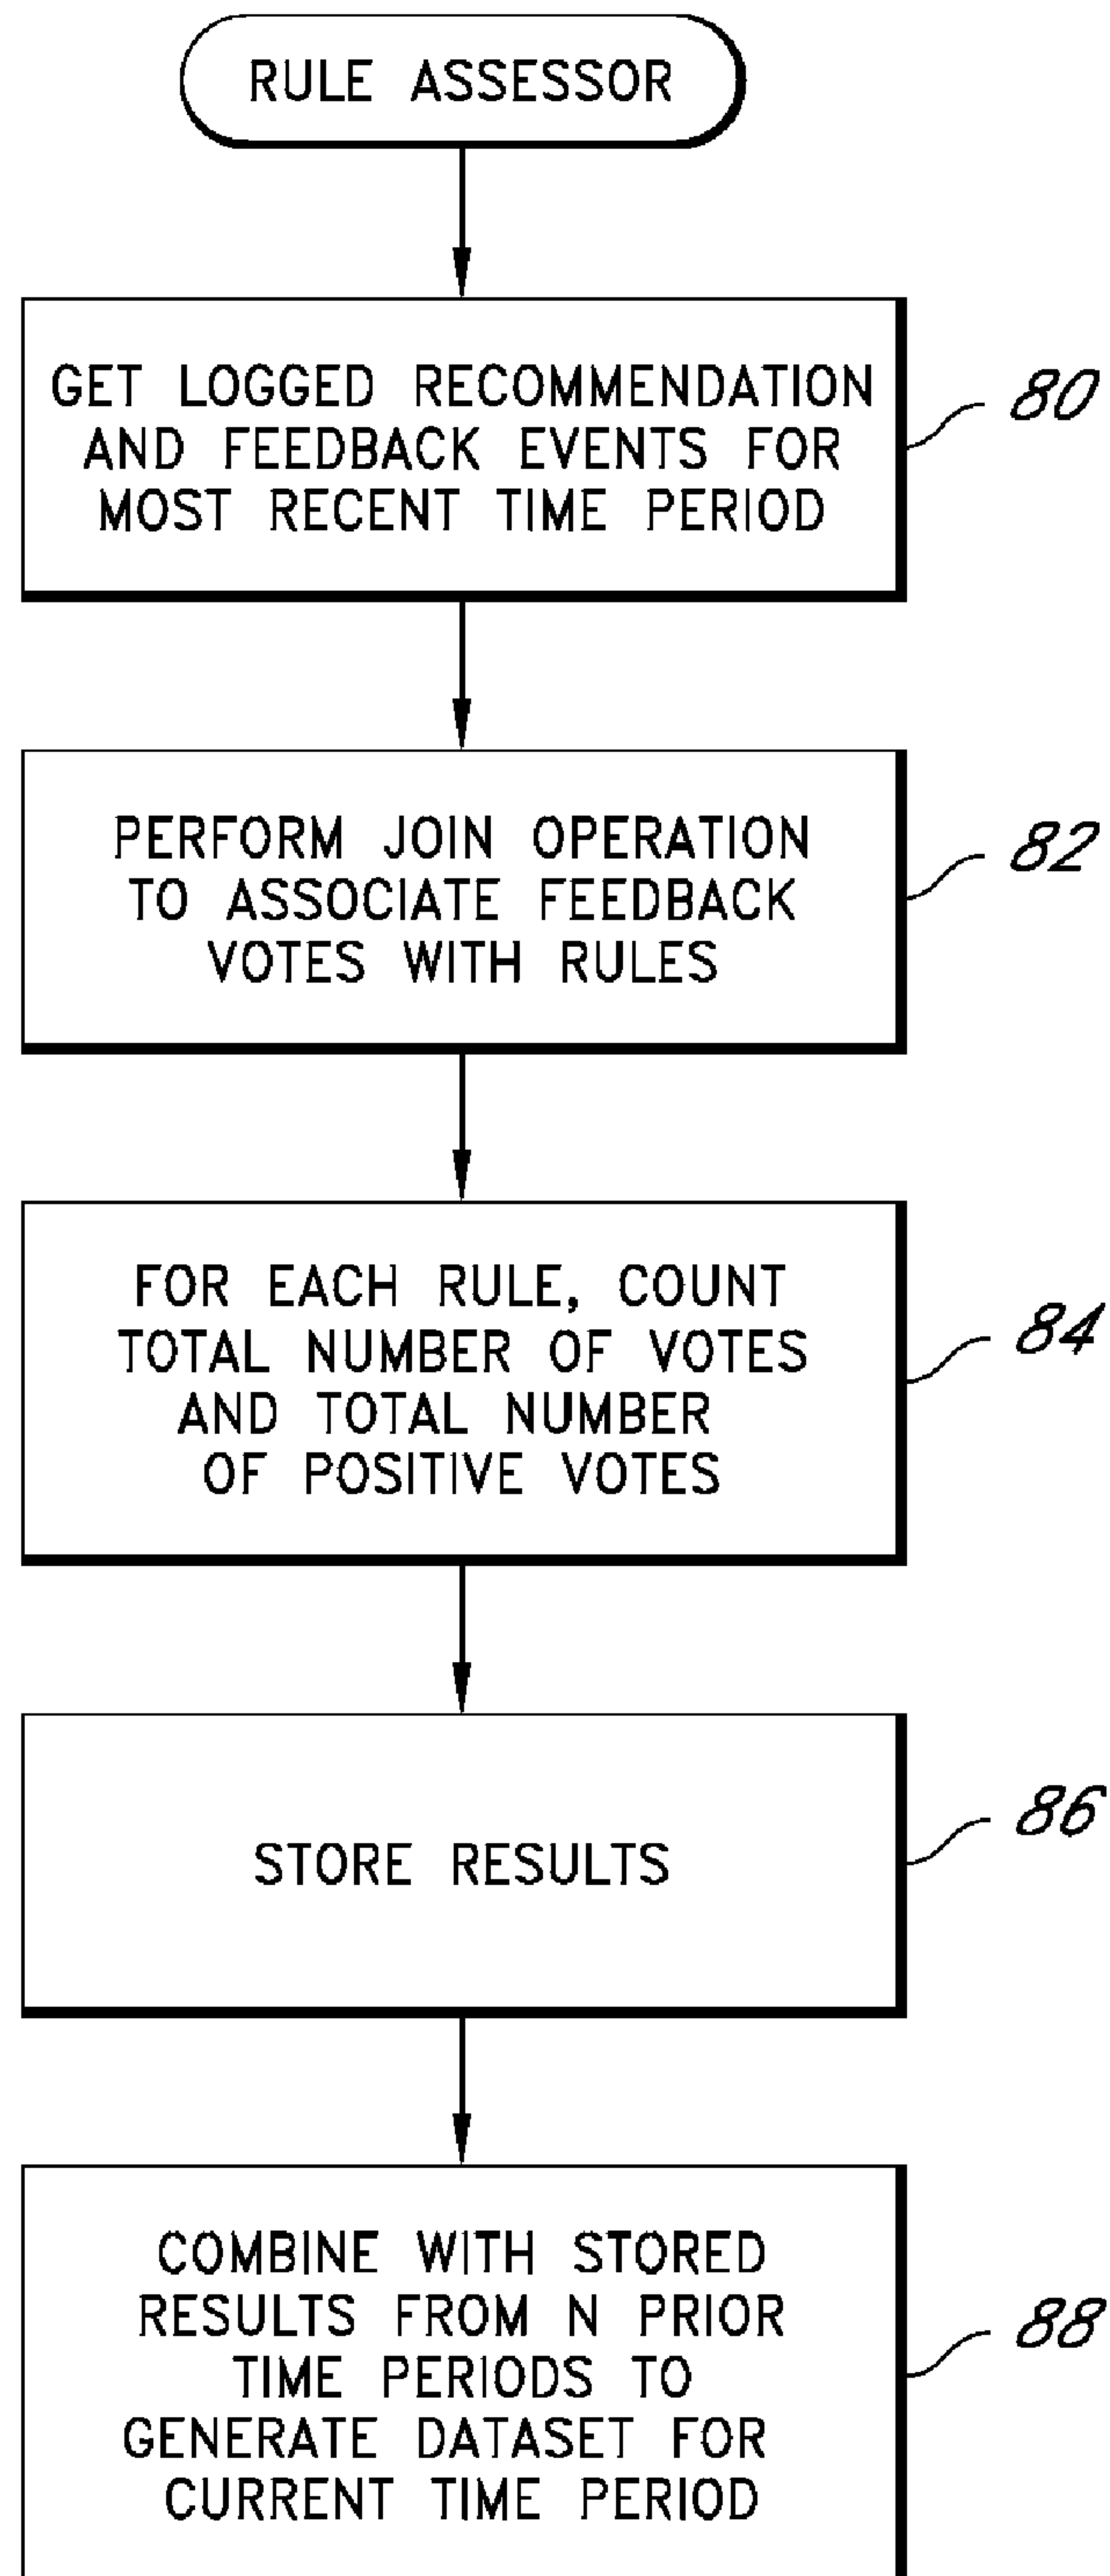 RULE ASSESSOR
GET LOGGED RECOMMENDATION
AND FEEDBACK EVENTS FOR
MOST RECENT TIME PERIOD
80
PERFORM JOIN OPERATION
TO ASSOCIATE FEEDBACK
VOTES WITH RULES
82
FOR EACH RULE, COUNT
TOTAL NUMBER OF VOTES
AND TOTAL NUMBER
OF POSITIVE VOTES
84
STORE RESULTS
86
COMBINE WITH STORED
RESULTS FROM N PRIOR
TIME PERIODS TO
GENERATE DATASET FOR
CURRENT TIME PERIOD
88